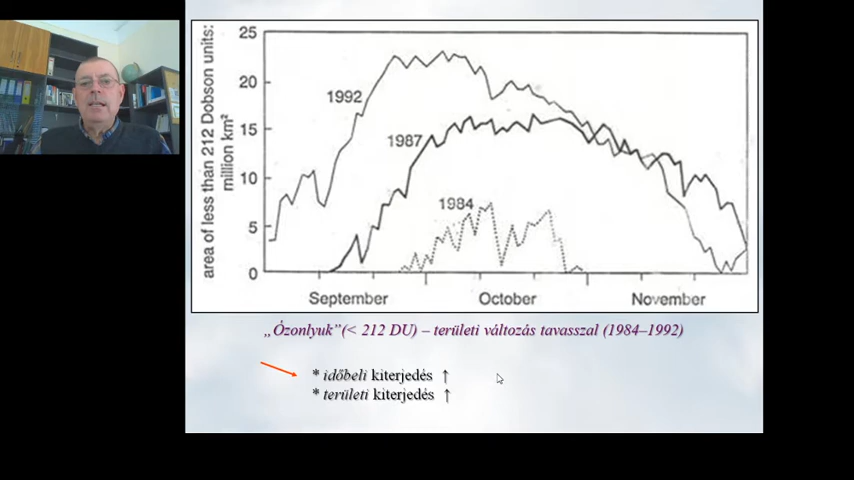 area of less than 212 Dobson units:
million km²
25
20
15
10
5
0
1992
1987
1984
September
October
November
„Ózonlyuk”(< 212 DU) – területi változás tavasszal (1984–1992)
* időbeli kiterjedés ↑
* területi kiterjedés ↑